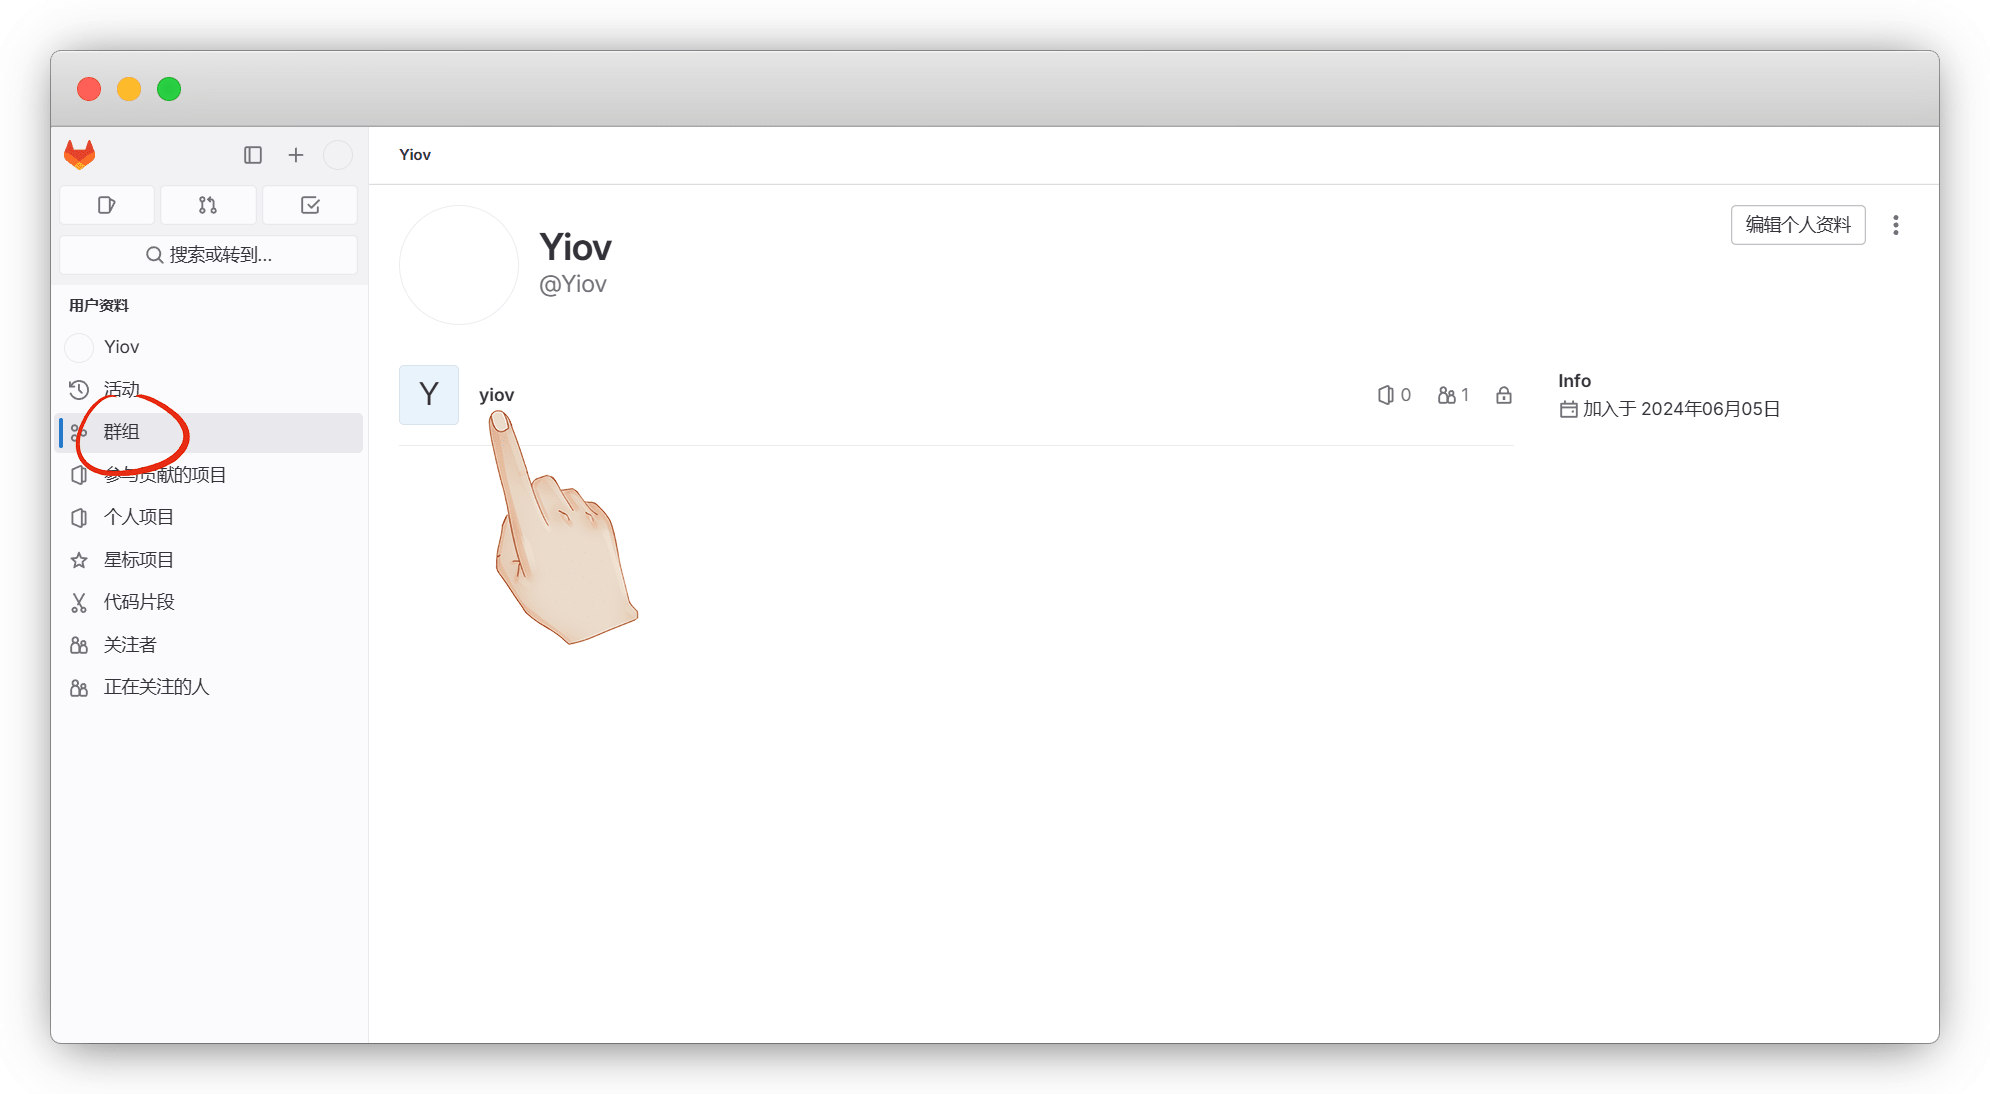 Yiov
搜索或转到...
用户资料
Yiov
活动
群组
参与贡献的项目
个人项目
星标项目
代码片段
关注者
正在关注的人
Yiov
@Yiov
编辑个人资料
Y
yiov
0
1
Info
加入于 2024年06月05日